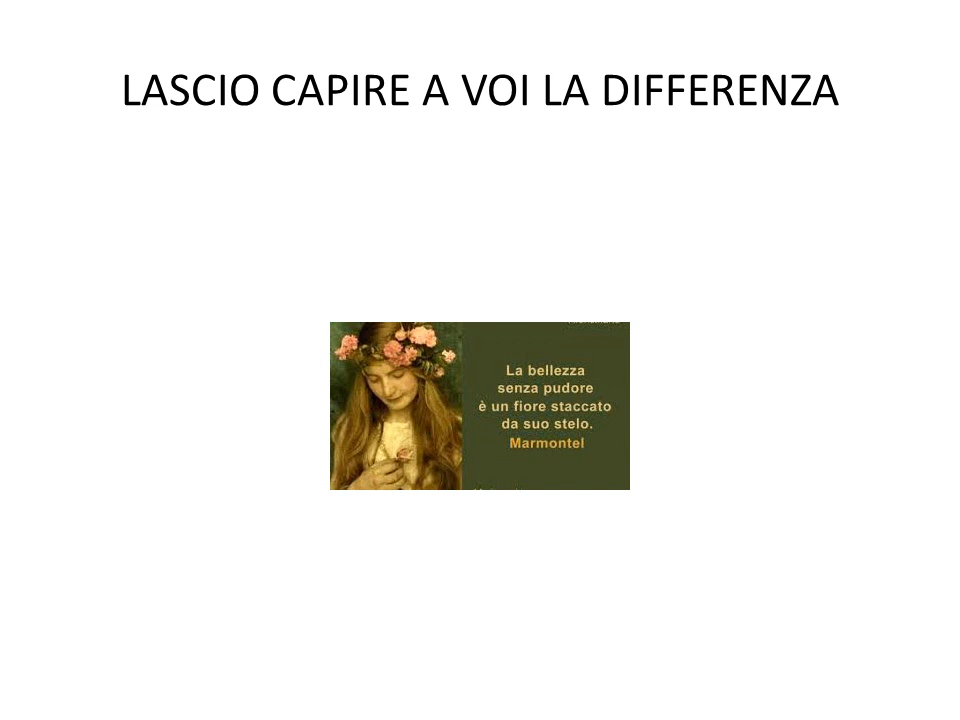 LASCIO CAPIRE A VOI LA DIFFERENZA
La bellezza
senza pudore
è un fiore staccato
da suo stelo.
Marmontel